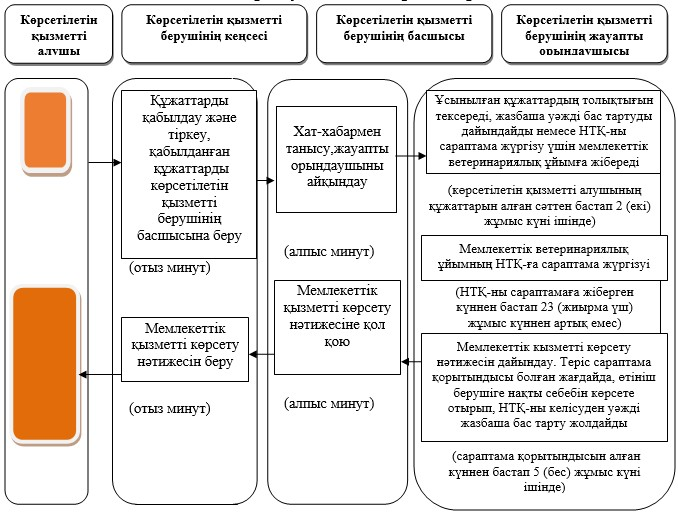 Көрсетілетін
қызметті
алушы
Көрсетілетін қызметті
берушінің кеңсесі
Көрсетілетін қызметті
берушінің басшысы
Көрсетілетін қызметті
берушінің жауапты
орындаушысы
Құжаттарды
қабылдау және
тіркеу,
қабылданған
құжаттарды
көрсетілетін
қызметті
берушінің
басшысына беру
(отыз минут)
Хат-хабармен
танысу,жауапты
орындаушыны
айқындау
(алпыс минут)
Ұсынылған құжаттардың толықтығын
тексереді, жазбаша уәжді бас тартуды
дайындайды немесе НТҚ-ны
сараптама жүргізу үшін мемлекеттік
ветеринариялық ұйымға жібереді
(көрсетілетін қызметті алушының
құжаттарын алған сәттен бастап 2 (екі)
жұмыс күні ішінде)
Мемлекеттік ветеринариялық
ұйымның НТҚ-ға сараптама жүргізуі
(НТҚ-ны сараптамаға жіберген
күннен бастап 23 (жиырма үш)
жұмыс күннен артық емес)
Мемлекеттік кызметті көрсету
нәтижесін дайындау. Теріс сараптама
қорытындысы болған жағдайда, өтініш
берушіге нақты себебін көрсете
отырып, НТҚ-ны келісуден уәжді
жазбаша бас тарту жолдайды
(сараптама қорытындысын алған
күннен бастап 5 (бес) жұмыс күні
ішінде)
Мемлекеттік
қызметті көрсету
нәтижесіне қол
қою
(алпыс минут)
Мемлекеттік
қызметті көрсету
нәтижесін беру
(отыз минут)